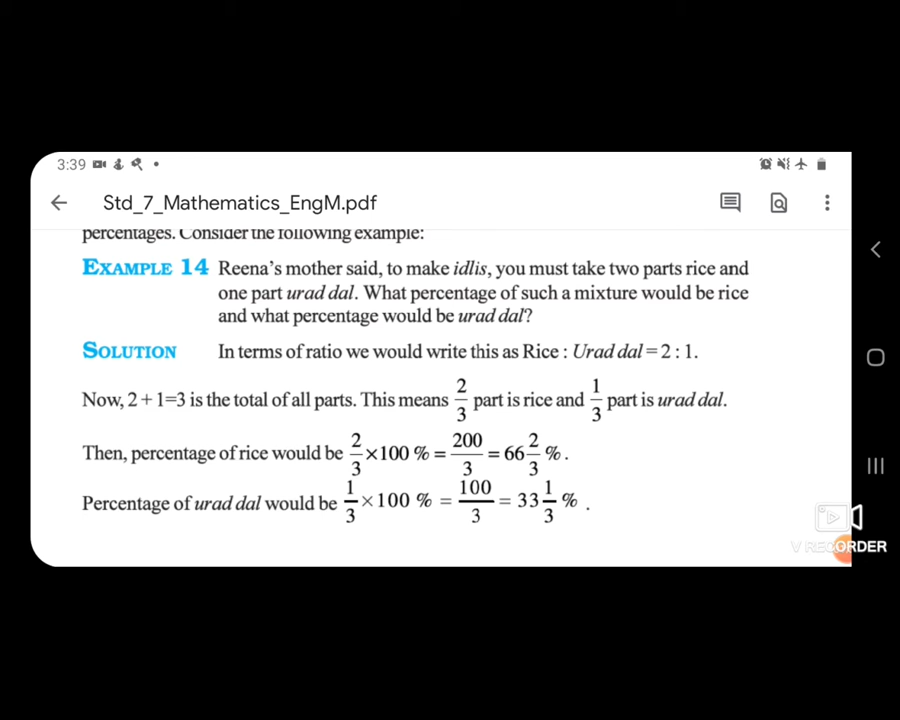 3:39
Std_7_Mathematics_EngM.pdf
percentages. Consider the following example:
EXAMPLE 14 Reena's mother said, to make idlis, you must take two parts rice and
one part urad dal. What percentage of such a mixture would be rice
and what percentage would be urad dal?
SOLUTION In terms of ratio we would write this as Rice : Urad dal = 2 : 1.
Now, 2 + 1=3 is the total of all parts. This means 2/3 part is rice and 1/3 part is urad dal.
Then, percentage of rice would be 2/3 ×100 % = 200/3 = 66 2/3 % .
Percentage of urad dal would be 1/3 × 100 % = 100/3 = 33 1/3 % .
V RECORDER